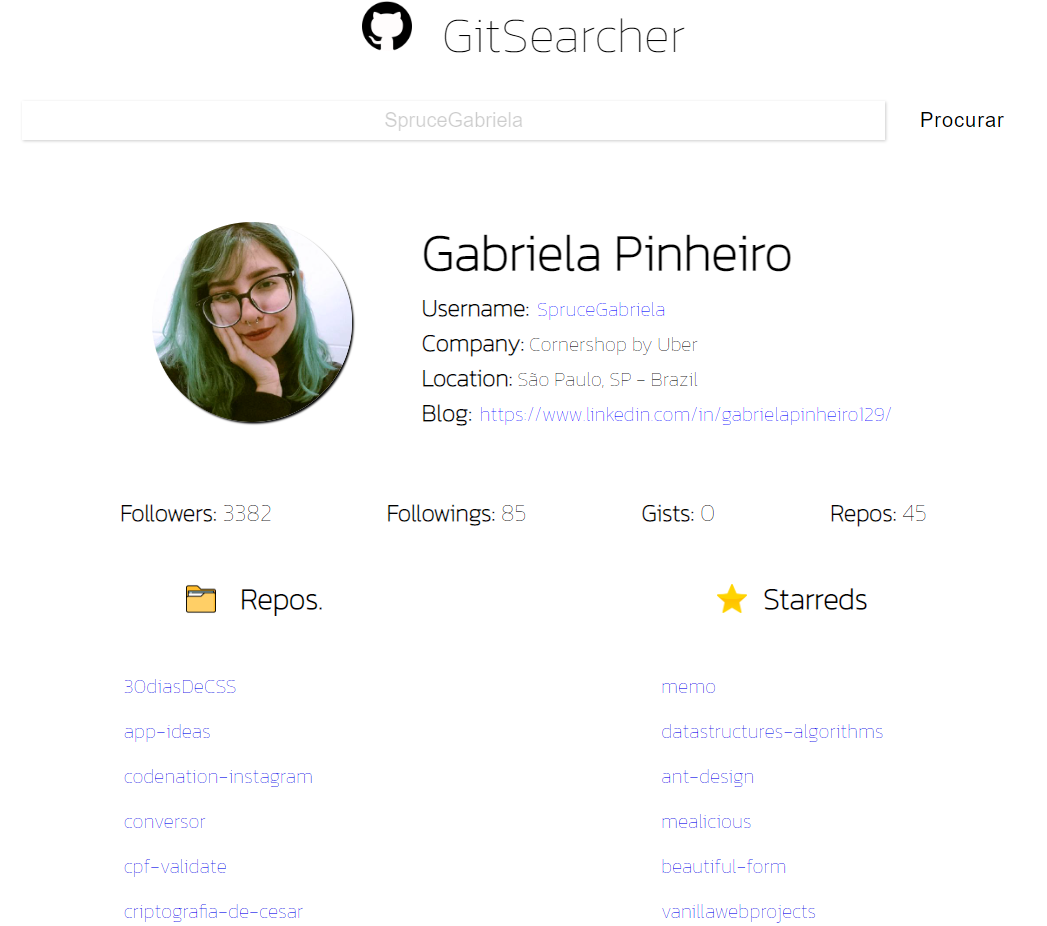 GitSearcher
SpruceGabriela
Procurar
Gabriela Pinheiro
Username: SpruceGabriela
Company: Cornershop by Uber
Location: São Paulo, SP - Brazil
Blog: https://www.linkedin.com/in/gabrielapinheiro129/
Followers: 3382 Followings: 85 Gists: 0 Repos: 45
Repos.
30diasDeCSS
app-ideas
codenation-instagram
conversor
cpf-validate
criptografia-de-cesar
Starreds
memo
datastructures-algorithms
ant-design
mealicious
beautiful-form
vanillawebprojects